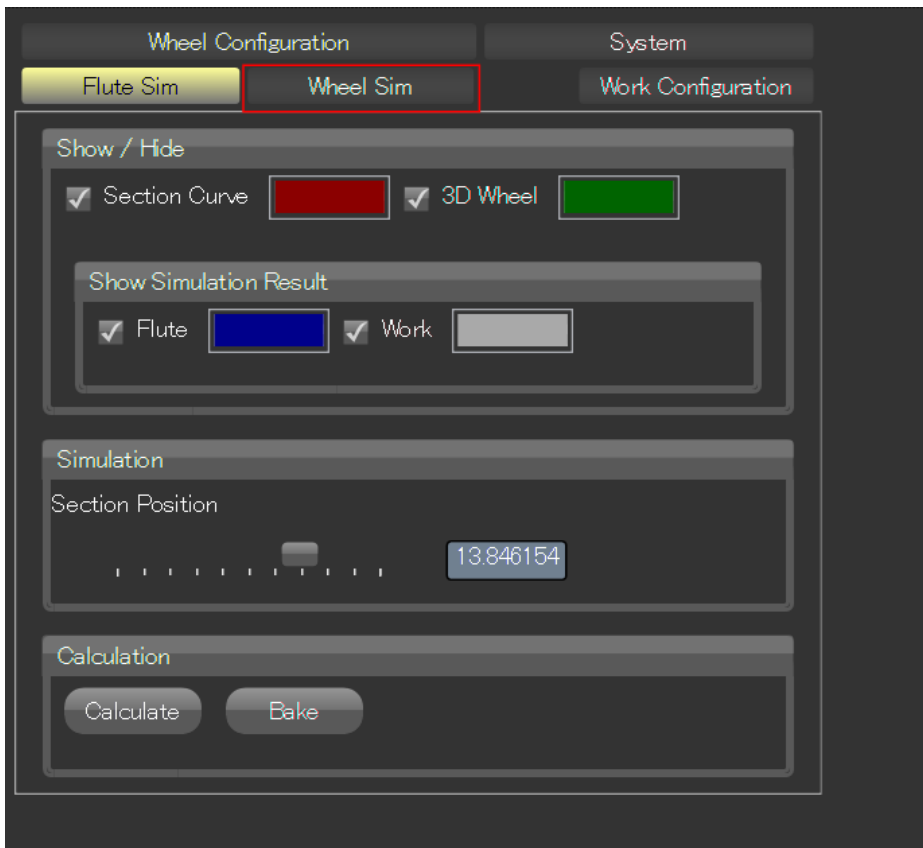 Wheel Configuration System
Flute Sim Wheel Sim Work Configuration
Show / Hide
Section Curve 3D Wheel
Show Simulation Result
Flute Work
Simulation
Section Position
13.846154
Calculation
Calculate Bake